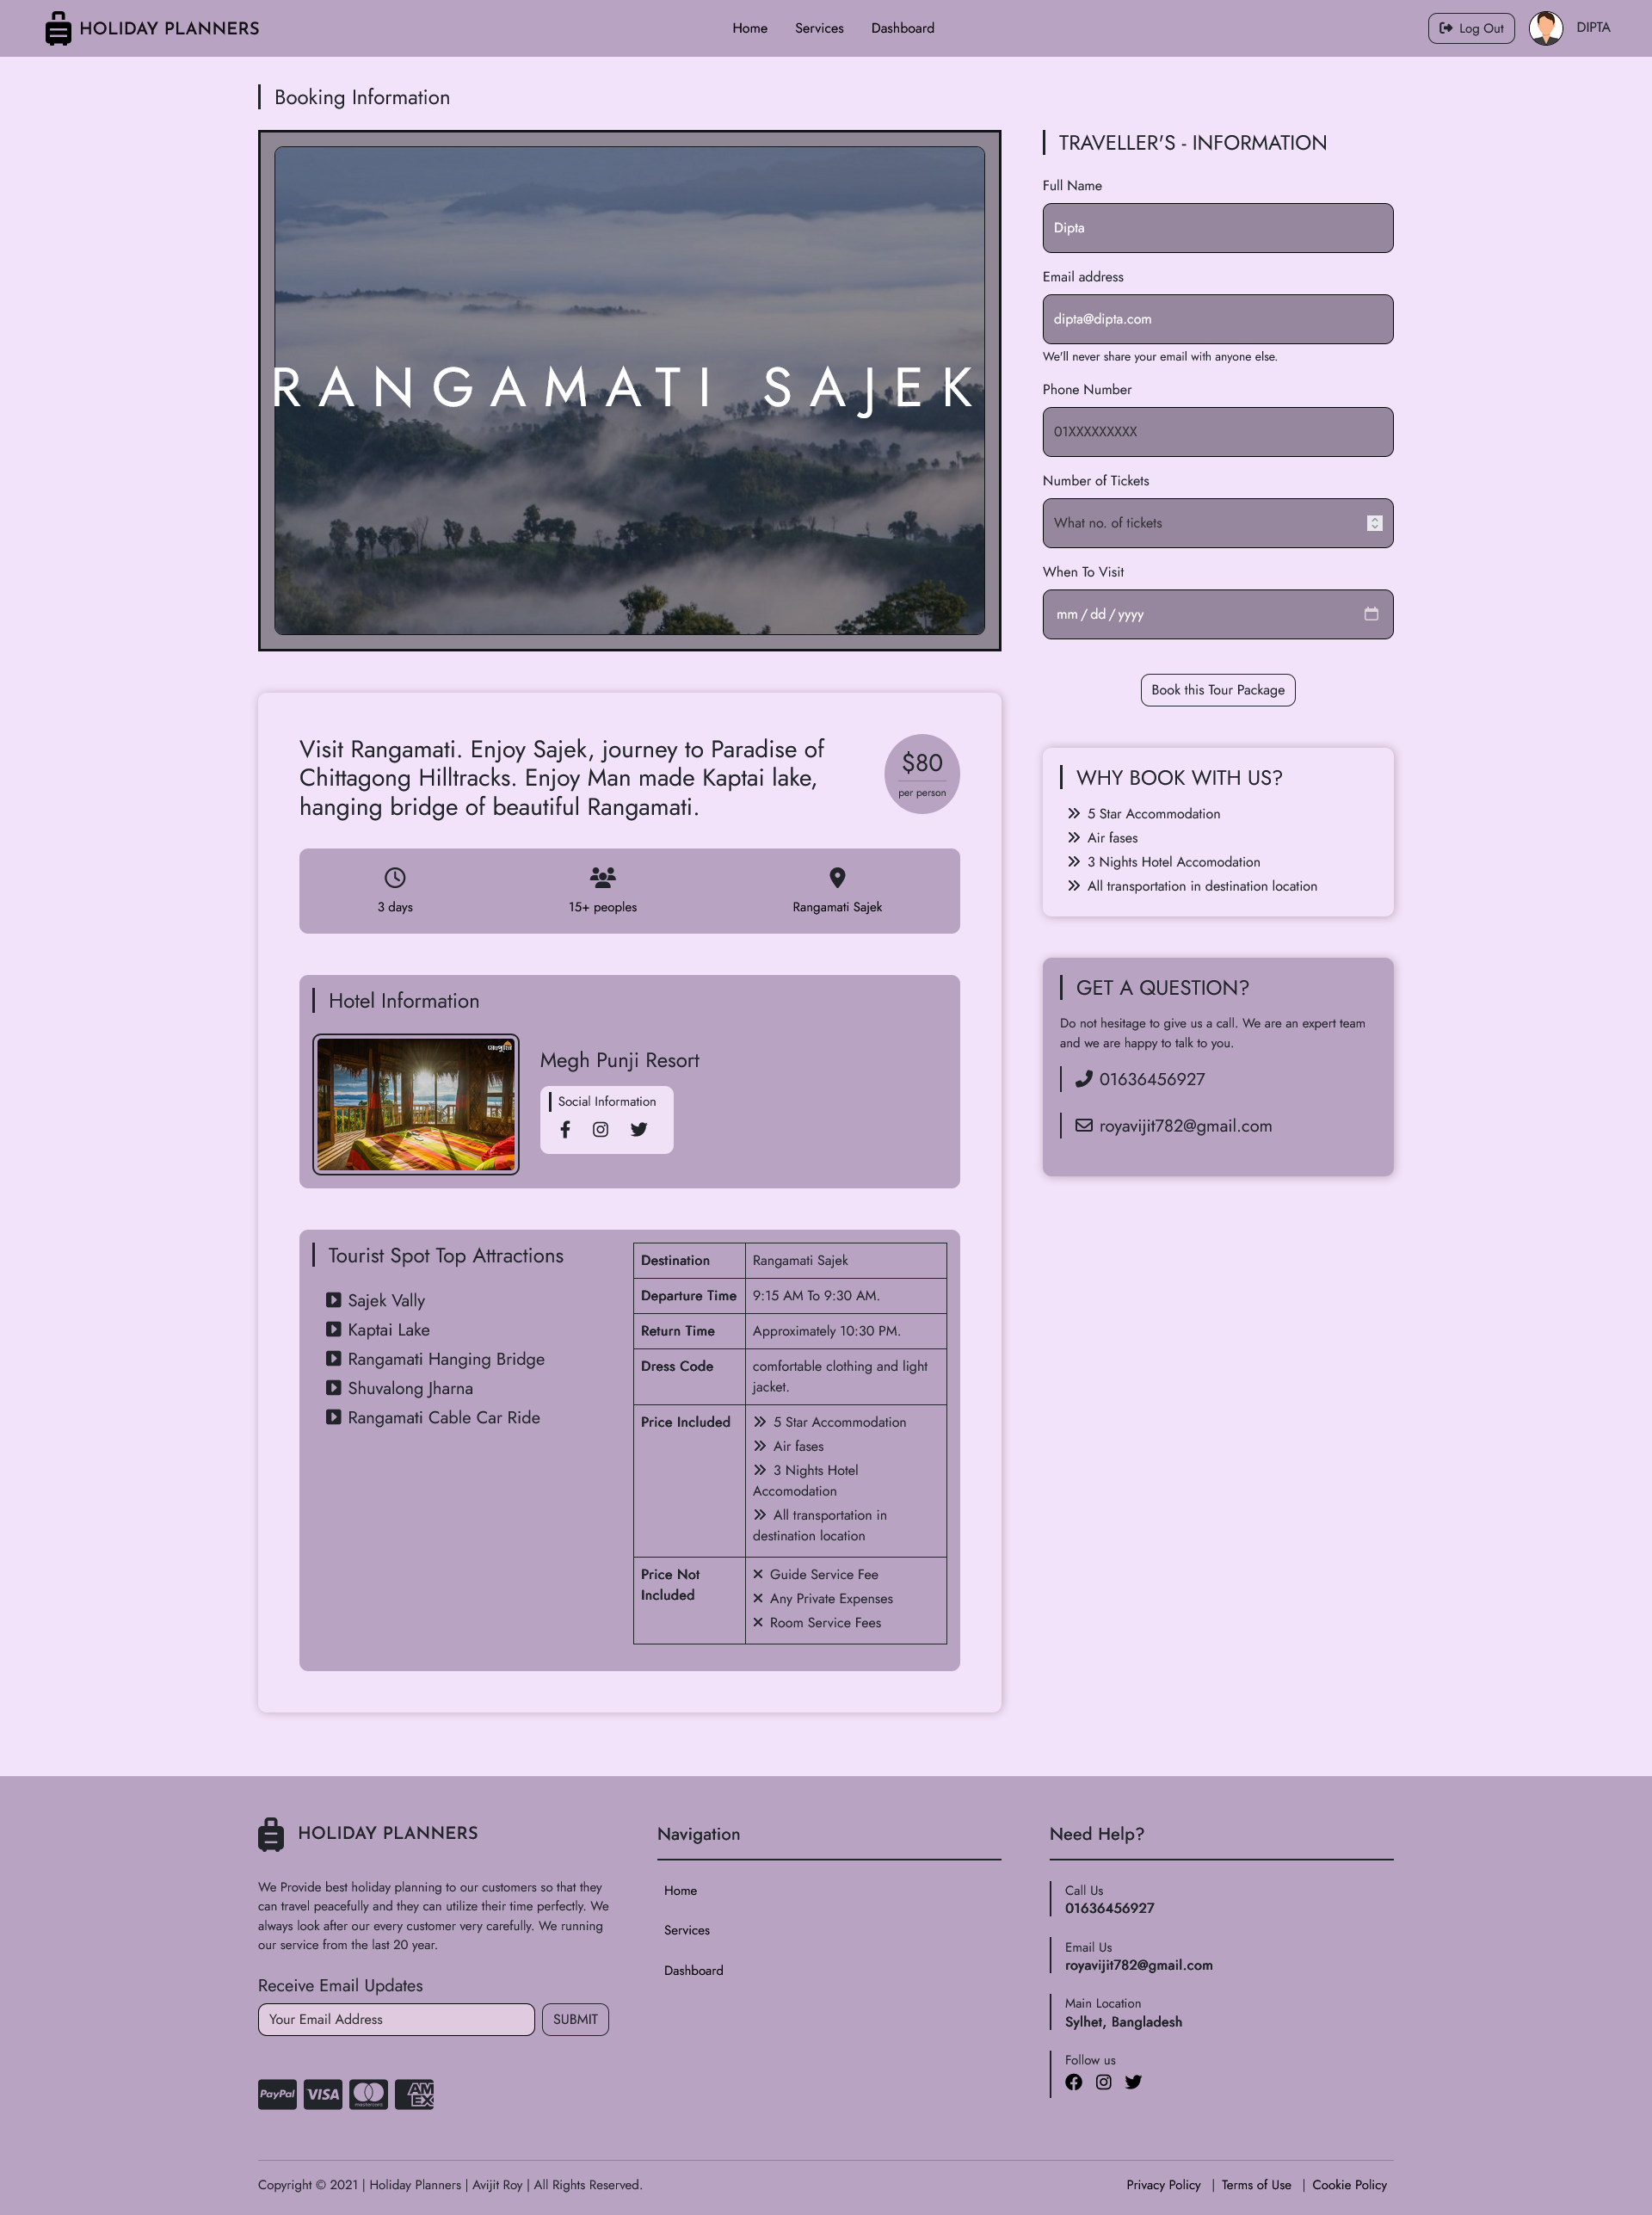 HOLIDAY PLANNERS
Home
Services
Dashboard
Log Out
DIPTA
Booking Information
RANGAMATI SAJEK
TRAVELLER'S - INFORMATION
Full Name
Dipta
Email address
dipta@dipta.com
We'll never share your email with anyone else.
Phone Number
01XXXXXXXXX
Number of Tickets
What no. of tickets
When To Visit
mm / dd / yyyy
Book this Tour Package
Visit Rangamati. Enjoy Sajek, journey to Paradise of
Chittagong Hilltracks. Enjoy Man made Kaptai lake,
hanging bridge of beautiful Rangamati.
$80
per person
3 days
15+ peoples
Rangamati Sajek
Hotel Information
Megh Punji Resort
Social Information
Tourist Spot Top Attractions
Sajek Vally
Kaptai Lake
Rangamati Hanging Bridge
Shuvalong Jharna
Rangamati Cable Car Ride
Destination
Rangamati Sajek
Departure Time
9:15 AM To 9:30 AM.
Return Time
Approximately 10:30 PM.
Dress Code
comfortable clothing and light
jacket.
Price Included
5 Star Accommodation
Air fases
3 Nights Hotel
Accomodation
All transportation in
destination location
Price Not
Included
Guide Service Fee
Any Private Expenses
Room Service Fees
WHY BOOK WITH US?
5 Star Accommodation
Air fases
3 Nights Hotel Accomodation
All transportation in destination location
GET A QUESTION?
Do not hesitage to give us a call. We are an expert team
and we are happy to talk to you.
01636456927
royavijit782@gmail.com
HOLIDAY PLANNERS
We Provide best holiday planning to our customers so that they
can travel peacefully and they can utilize their time perfectly. We
always look after our every customer very carefully. We running
our service from the last 20 year.
Receive Email Updates
Your Email Address
SUBMIT
PayPal
VISA
mastercard
AM
EX
Navigation
Home
Services
Dashboard
Need Help?
Call Us
01636456927
Email Us
royavijit782@gmail.com
Main Location
Sylhet, Bangladesh
Follow us
Copyright © 2021 | Holiday Planners | Avijit Roy | All Rights Reserved.
Privacy Policy | Terms of Use | Cookie Policy